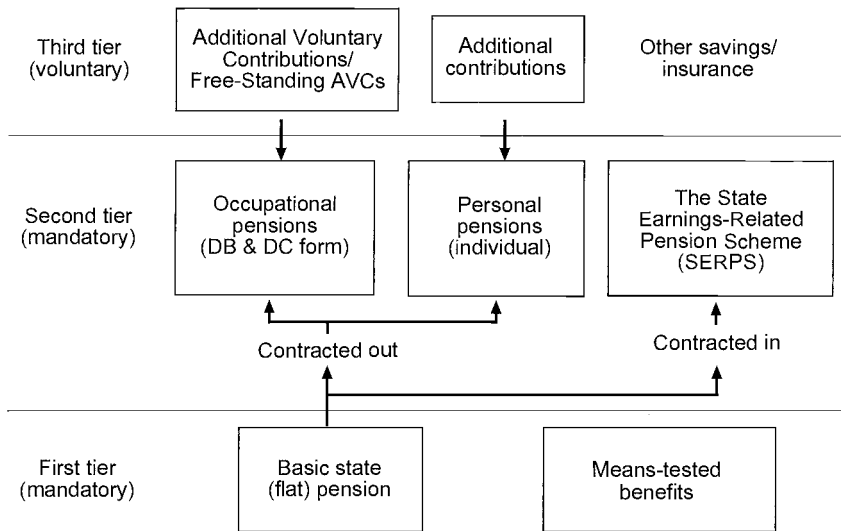 Third tier
(voluntary)
Additional Voluntary
Contributions/
Free-Standing AVCs
Additional
contributions
Other savings/
insurance
Second tier
(mandatory)
Occupational
pensions
(DB & DC form)
Personal
pensions
(individual)
The State
Earnings-Related
Pension Scheme
(SERPS)
Contracted out
Contracted in
First tier
(mandatory)
Basic state
(flat) pension
Means-tested
benefits